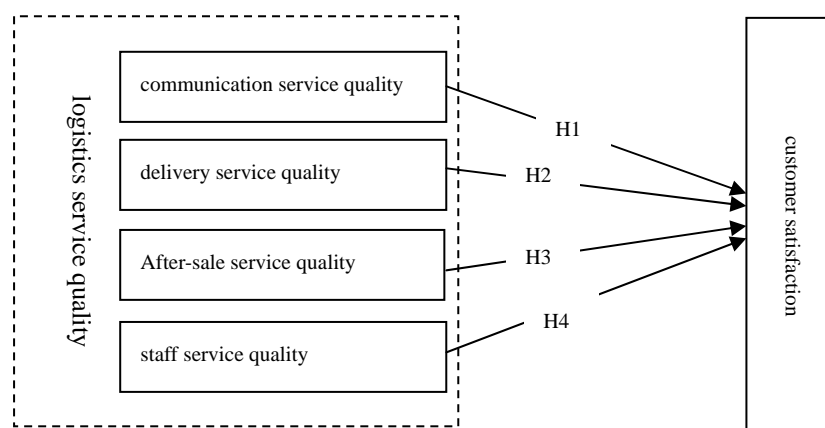 logistics service quality
communication service quality
delivery service quality
After-sale service quality
staff service quality
H1
H2
H3
H4
customer satisfaction